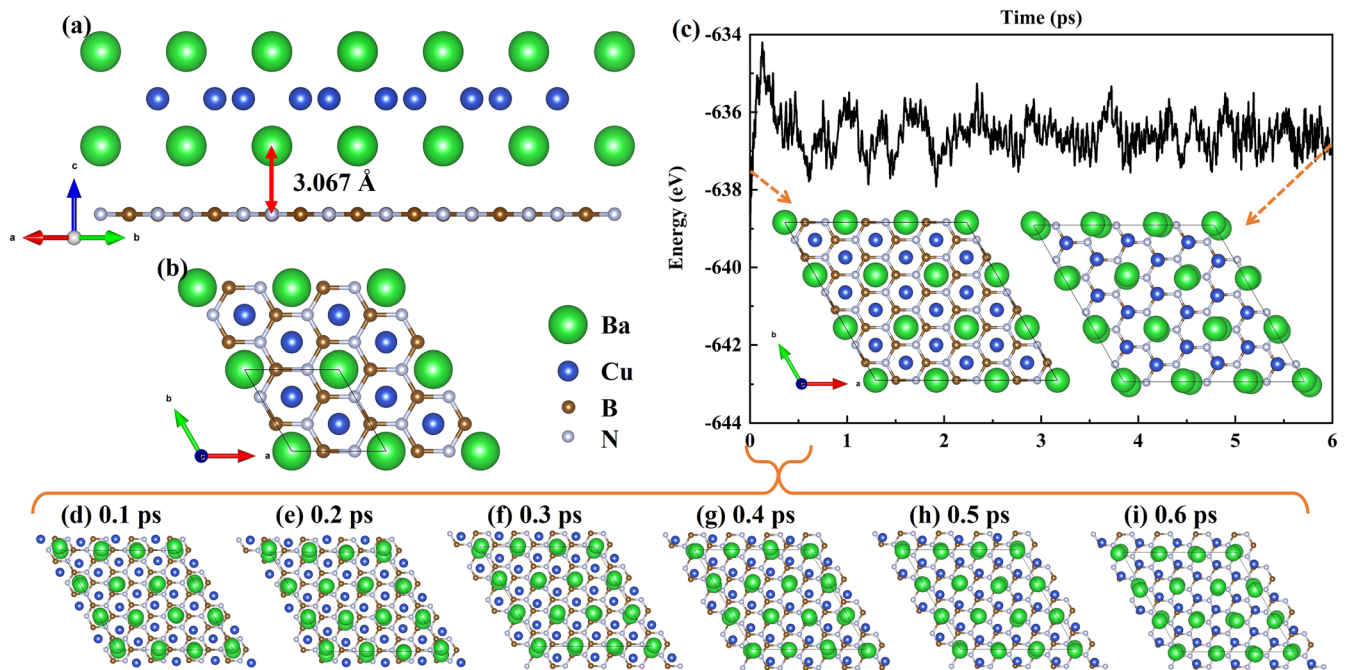 (a)
3.067 Å
c
a
b
(b)
b
a
Ba
Cu
B
N
(c)
Time (ps)
Energy (eV)
-634
-636
-638
-640
-642
-644
0 1 2 3 4 5 6
b
a
(d) 0.1 ps (e) 0.2 ps (f) 0.3 ps (g) 0.4 ps (h) 0.5 ps (i) 0.6 ps